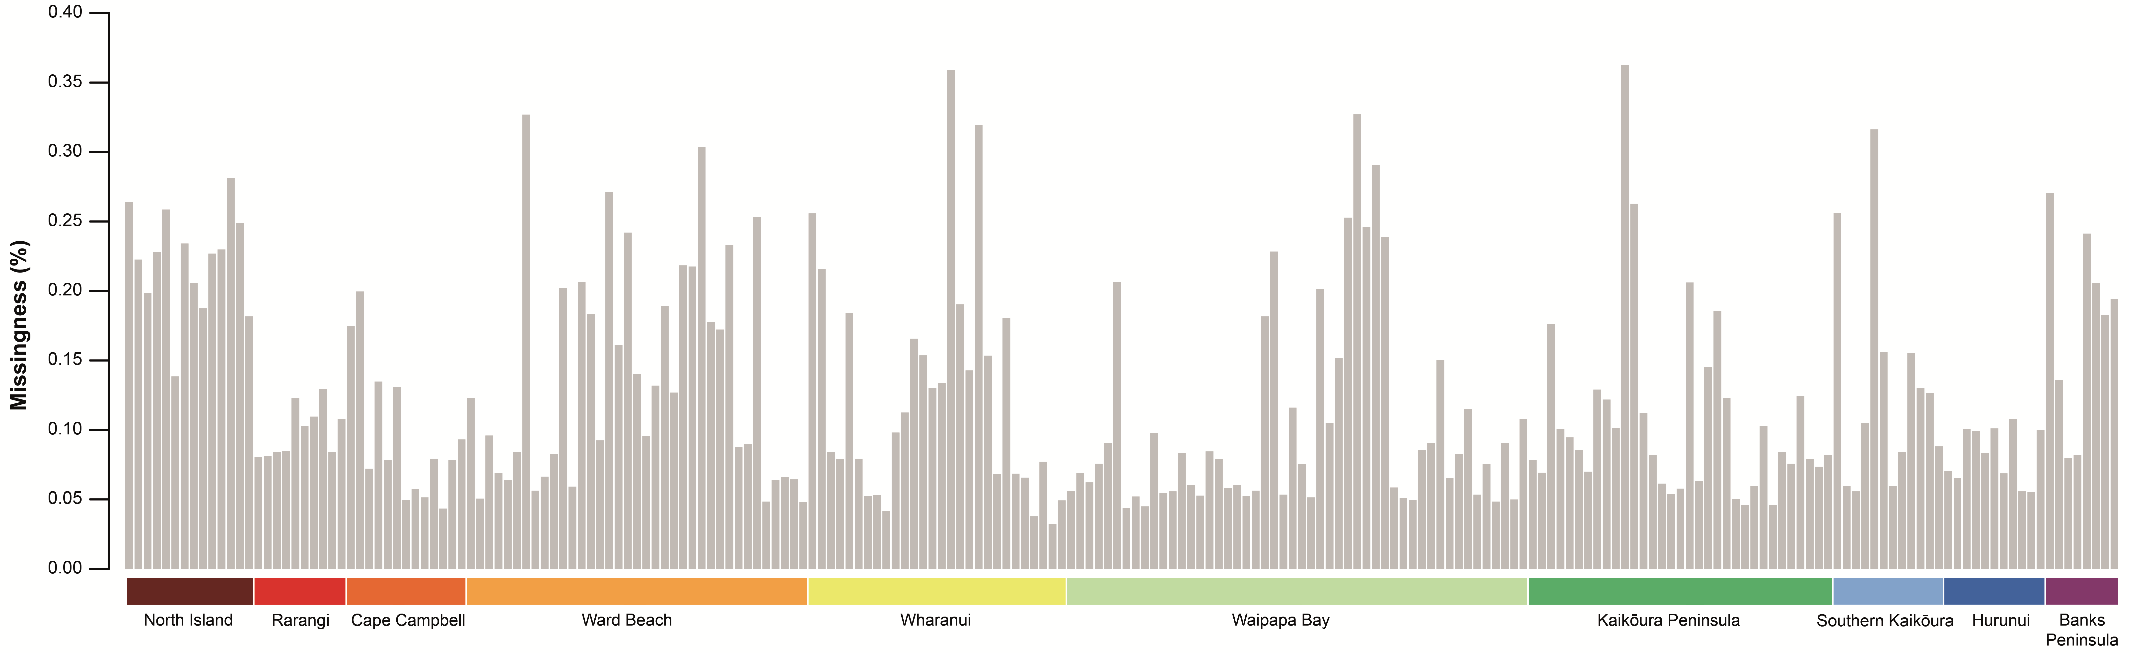 0.40
0.35
0.30
0.25
0.20
0.15
0.10
0.05
0.00
Missingness (%)
North Island
Rarangi
Cape Campbell
Ward Beach
Wharanui
Waipapa Bay
Kaikōura Peninsula
Southern Kaikōura
Hurunui
Banks
Peninsula